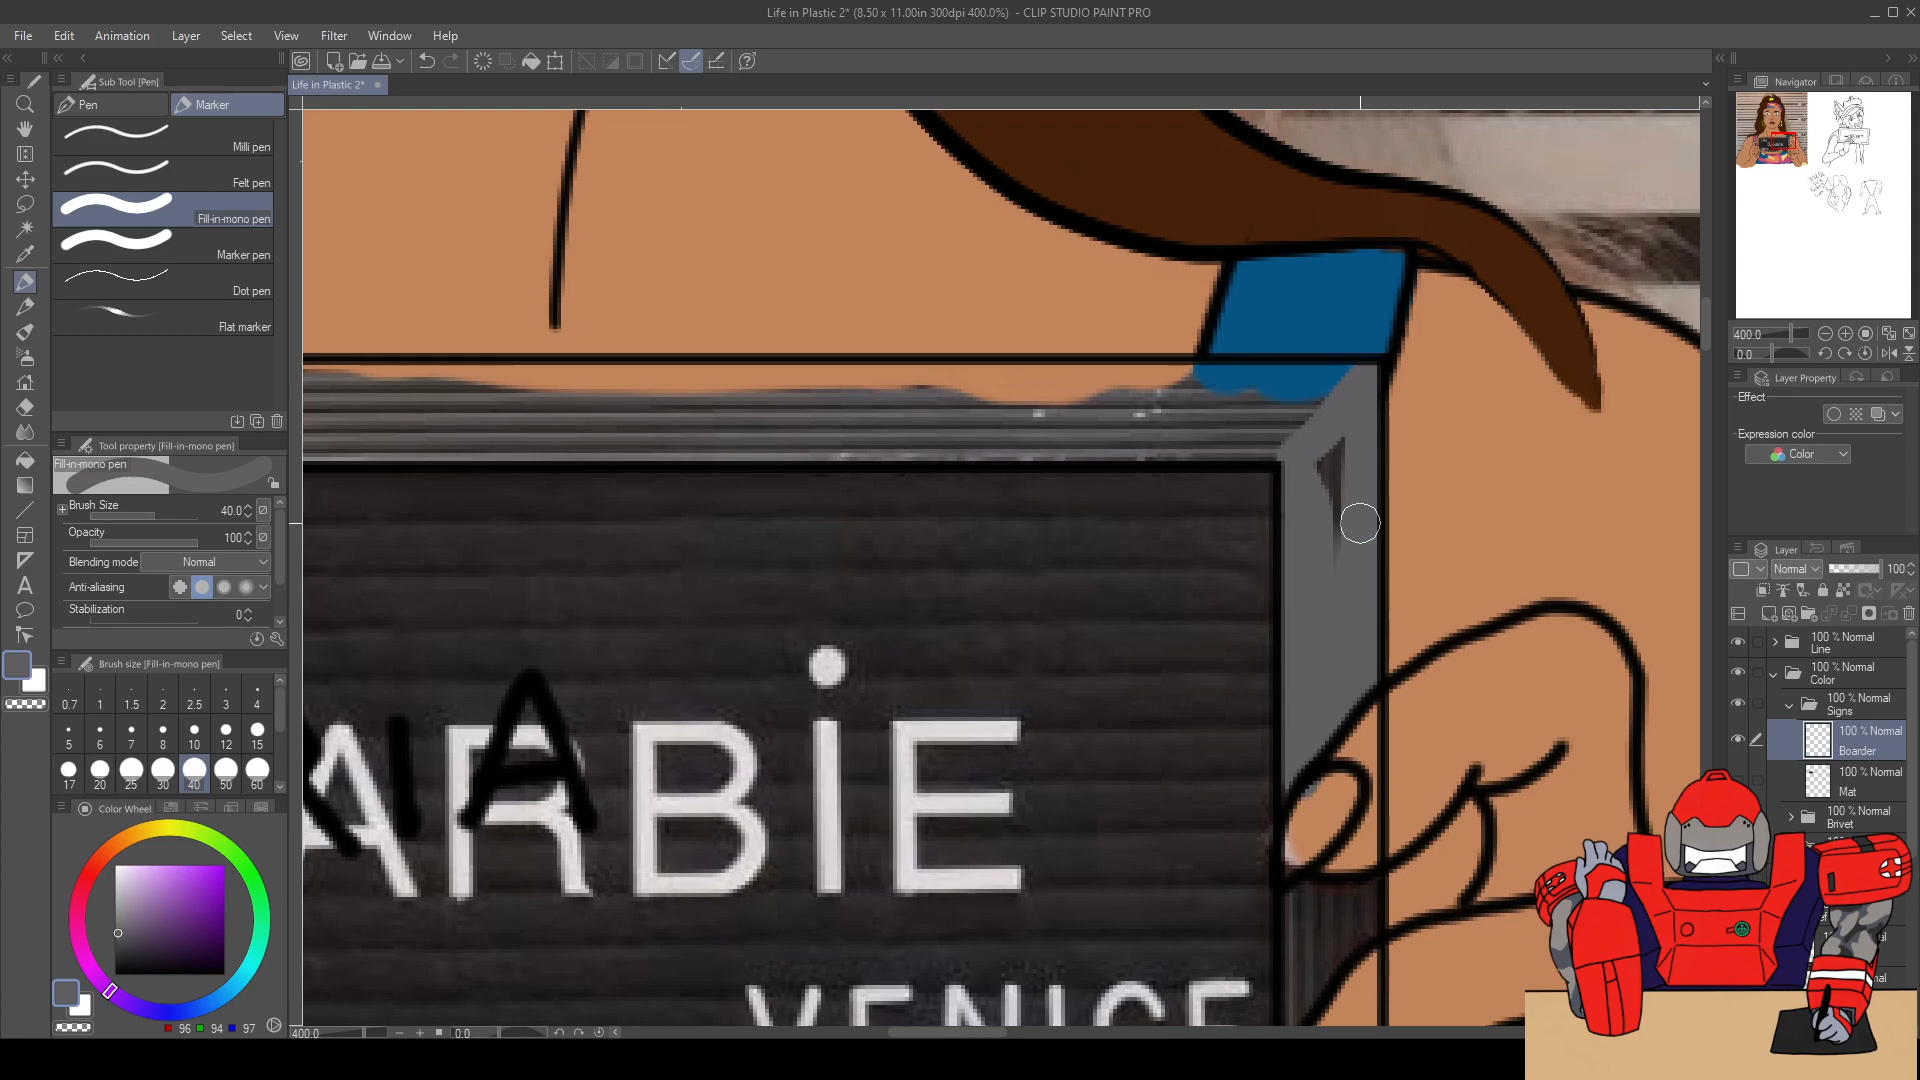 Life in Plastic 2* (8.50 x 11.00in 300dpi 400.0%) - CLIP STUDIO PAINT PRO
File Edit Animation Layer Select View Filter Window Help
Life in Plastic 2*
Sub Tool [Pen]
Pen Marker
Milli pen
Felt pen
Fill-in-mono pen
Marker pen
Dot pen
Flat marker
Tool property [Fill-in-mono pen]
Fill-in-mono pen
Brush Size 40.0
Opacity 100
Blending mode Normal
Anti-aliasing
Stabilization 0
Brush size [Fill-in-mono pen]
0.7 1 1.5 2 2.5 3 4
5 6 7 8 10 12 15
17 20 25 30 40 50 60
Color Wheel
96 94 97
ARBiE
A
VENICE
400.0 0.0
Navigator
400.0
0.0
Layer Property
Effect
Expression color
Color
Layer
Normal 100
100 % Normal
Line
100 % Normal
Color
100 % Normal
Signs
100 % Normal
Boarder
100 % Normal
Mat
100 % Normal
Brivet